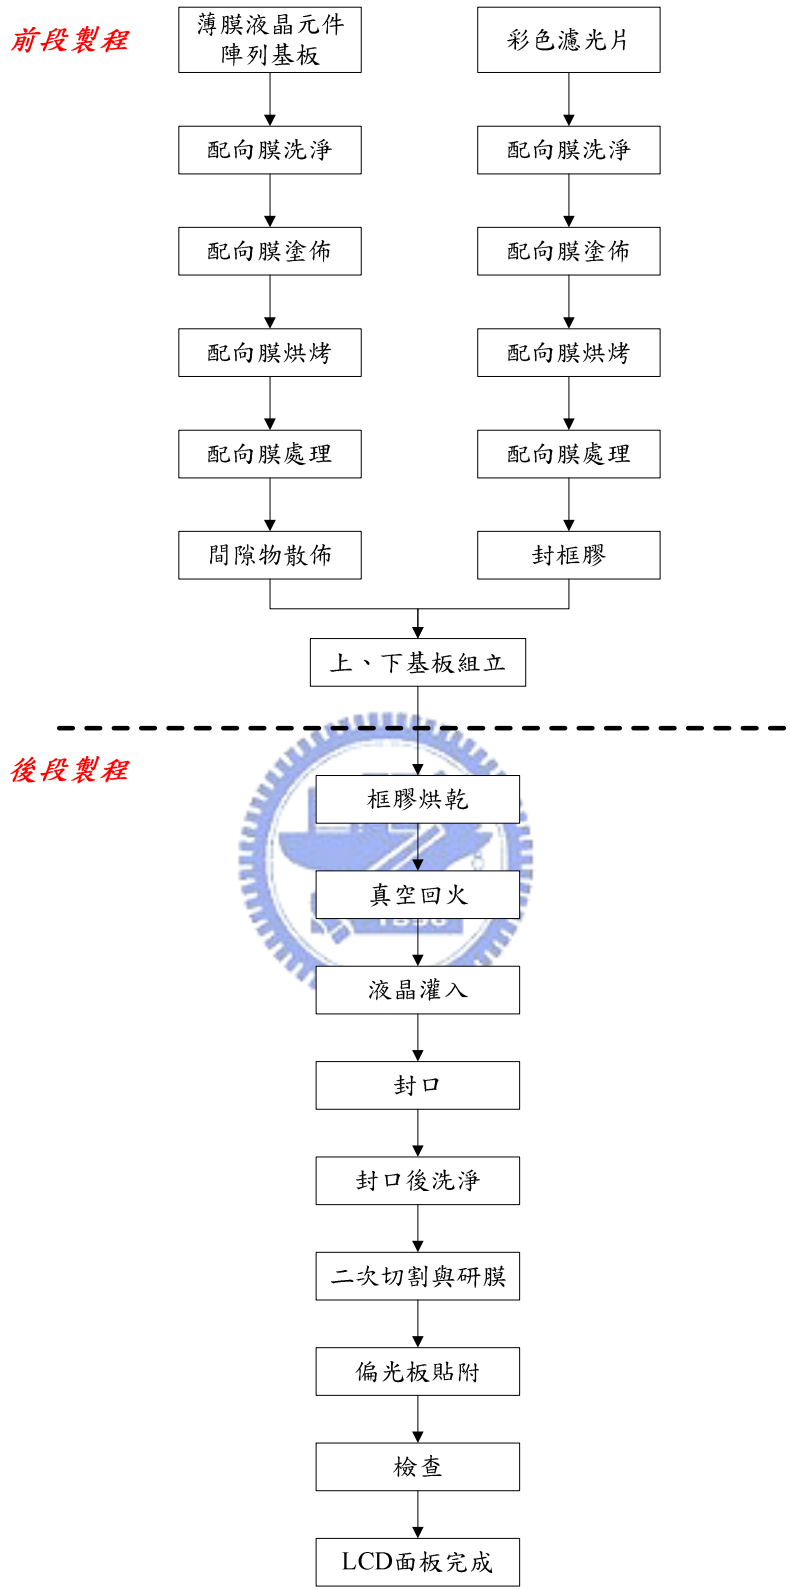 前段製程
薄膜液晶元件
陣列基板
配向膜洗淨
配向膜塗佈
配向膜烘烤
配向膜處理
間隙物散佈
彩色濾光片
配向膜洗淨
配向膜塗佈
配向膜烘烤
配向膜處理
封框膠
上、下基板組立
後段製程
框膠烘乾
真空回火
液晶灌入
封口
封口後洗淨
二次切割與研膜
偏光板貼附
檢查
LCD面板完成